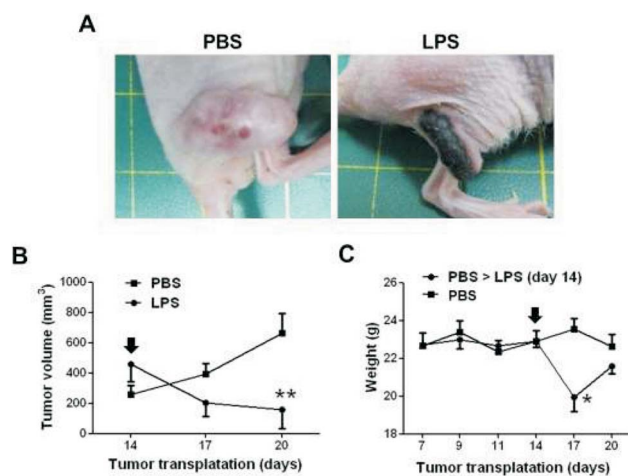 A
PBS
LPS
B
PBS
LPS
Tumor volume (mm³)
1000
800
600
400
200
0
**
14
17
20
Tumor transplatation (days)
C
PBS > LPS (day 14)
PBS
Weight (g)
26
24
22
20
18
*
7
9
11
14
17
20
Tumor transplatation (days)